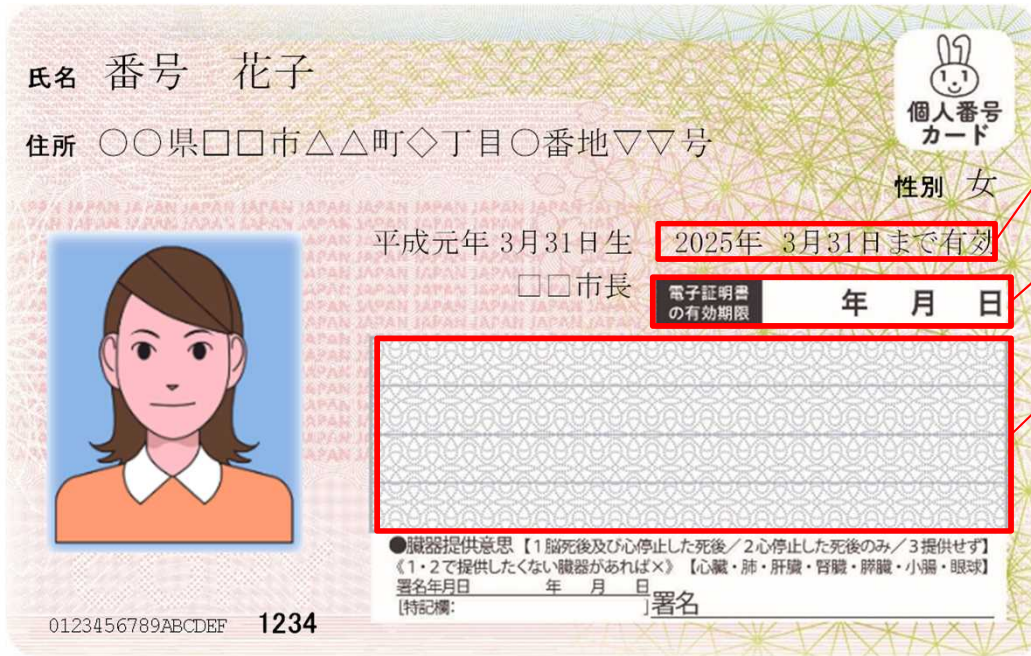 氏名 番号 花子
個人番号
カード
住所 〇〇県□□市△△町◇丁目〇番地▽▽号
性別 女
平成元年 3月31日生 2025年 3月31日まで有効
□□市長
電子証明書
の有効期限 年 月 日
●臓器提供意思【1脳死後及び心停止した死後/2心停止した死後のみ/3提供せず】
《1・2で提供したくない臓器があれば×》【心臓・肺・肝臓・腎臓・膵臓・小腸・眼球】
署名年月日 年 月 日
[特記欄: ]署名
0123456789ABCDEF 1234